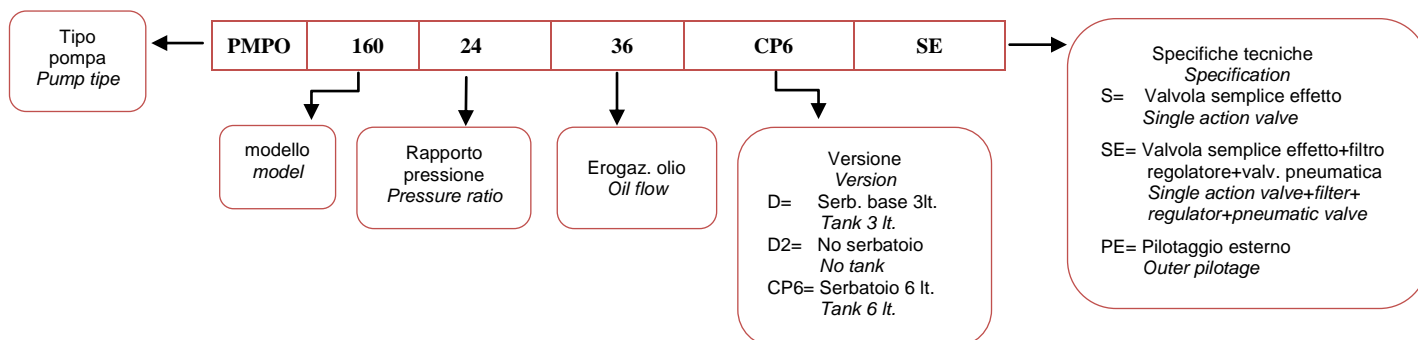 Tipo
pompa
Pump tipe
PMPO 160 24 36 CP6 SE
modello
model
Rapporto
pressione
Pressure ratio
Erogaz. olio
Oil flow
Versione
Version
D= Serb. base 3lt.
Tank 3 lt.
D2= No serbatoio
No tank
CP6= Serbatoio 6 lt.
Tank 6 lt.
Specifiche tecniche
Specification
S= Valvola semplice effetto
Single action valve
SE= Valvola semplice effetto+filtro
regolatore+valv. pneumatica
Single action valve+filter+
regulator+pneumatic valve
PE= Pilotaggio esterno
Outer pilotage